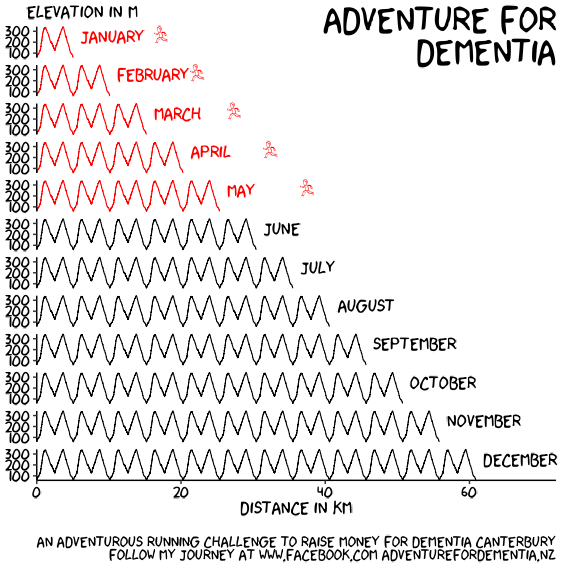 ELEVATION IN M
ADVENTURE FOR
DEMENTIA
300
200
100
JANUARY
300
200
100
FEBRUARY
300
200
100
MARCH
300
200
100
APRIL
300
200
100
MAY
300
200
100
JUNE
300
200
100
JULY
300
200
100
AUGUST
300
200
100
SEPTEMBER
300
200
100
OCTOBER
300
200
100
NOVEMBER
300
200
100
DECEMBER
0 20 40 60
DISTANCE IN KM
AN ADVENTUROUS RUNNING CHALLENGE TO RAISE MONEY FOR DEMENTIA CANTERBURY
FOLLOW MY JOURNEY AT WWW.FACEBOOK.COM ADVENTUREFORDEMENTIA.NZ